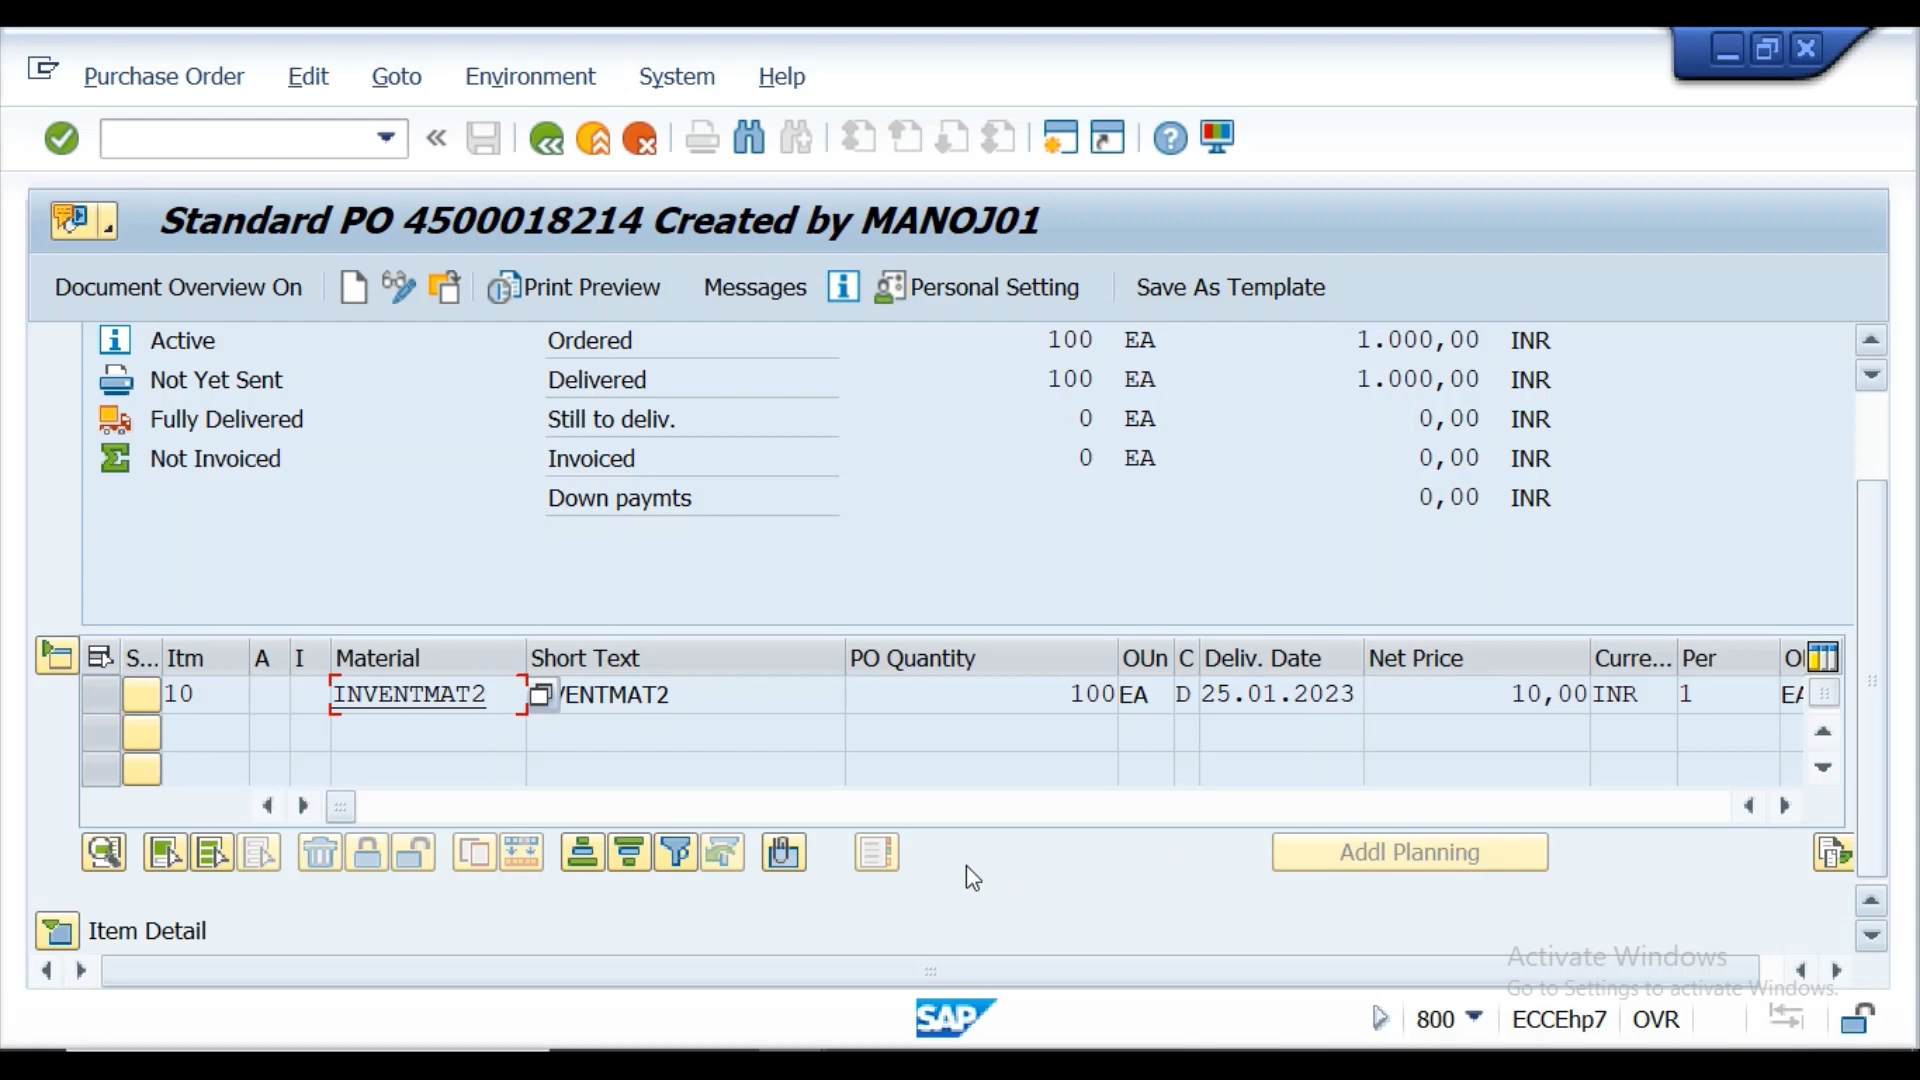 Purchase Order Edit Goto Environment System Help
Standard PO 4500018214 Created by MANOJ01
Document Overview On Print Preview Messages Personal Setting Save As Template
Active Ordered 100 EA 1.000,00 INR
Not Yet Sent Delivered 100 EA 1.000,00 INR
Fully Delivered Still to deliv. 0 EA 0,00 INR
Not Invoiced Invoiced 0 EA 0,00 INR
Down paymts 0,00 INR
S... Itm A I Material Short Text PO Quantity OUn C Deliv. Date Net Price Curre... Per
10 INVENTMAT2 VENTMAT2 100 EA D 25.01.2023 10,00 INR 1 EA
Addl Planning
Item Detail
Activate Windows
Go to Settings to activate Windows.
SAP 800 ECCEhp7 OVR